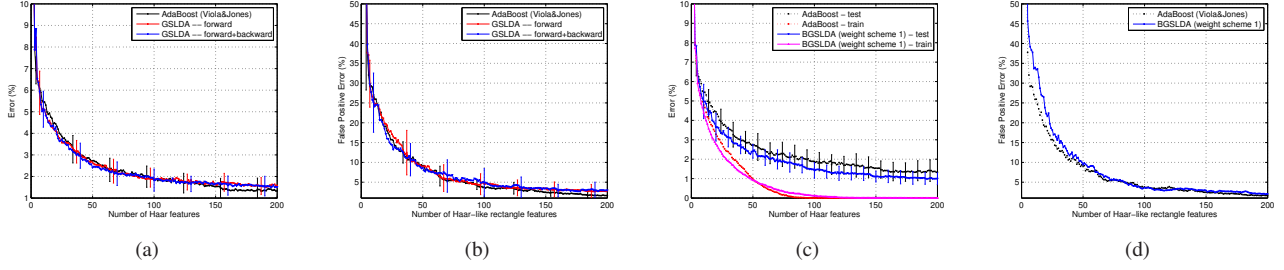 AdaBoost (Viola&Jones)
GSLDA −− forward
GSLDA −− forward+backward
Error (%)
10
9
8
7
6
5
4
3
2
1
0 50 100 150 200
Number of Haar features
(a)
AdaBoost (Viola&Jones)
GSLDA −− forward
GSLDA −− forward+backward
False Positive Error (%)
50
45
40
35
30
25
20
15
10
5
0 50 100 150 200
Number of Haar−like rectangle features
(b)
AdaBoost − test
AdaBoost − train
BGSLDA (weight scheme 1) − test
BGSLDA (weight scheme 1) − train
Error (%)
10
9
8
7
6
5
4
3
2
1
0
0 50 100 150 200
Number of Haar features
(c)
AdaBoost (Viola&Jones)
BGSLDA (weight scheme 1)
False Positive Error (%)
50
45
40
35
30
25
20
15
10
5
0 50 100 150 200
Number of Haar−like rectangle features
(d)